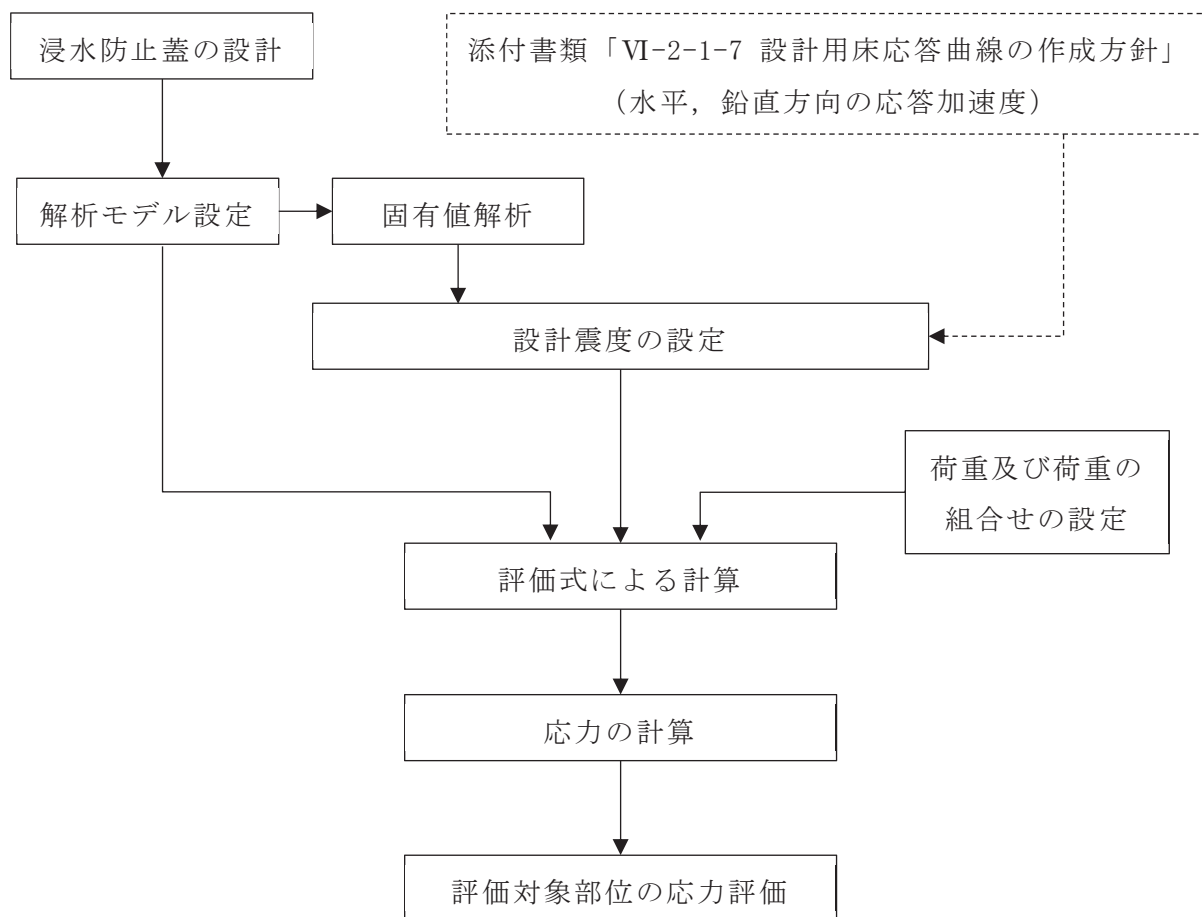 浸水防止蓋の設計
添付書類「Ⅵ-2-1-7 設計用床応答曲線の作成方針」
（水平，鉛直方向の応答加速度）
解析モデル設定
固有値解析
設計震度の設定
荷重及び荷重の
組合せの設定
評価式による計算
応力の計算
評価対象部位の応力評価